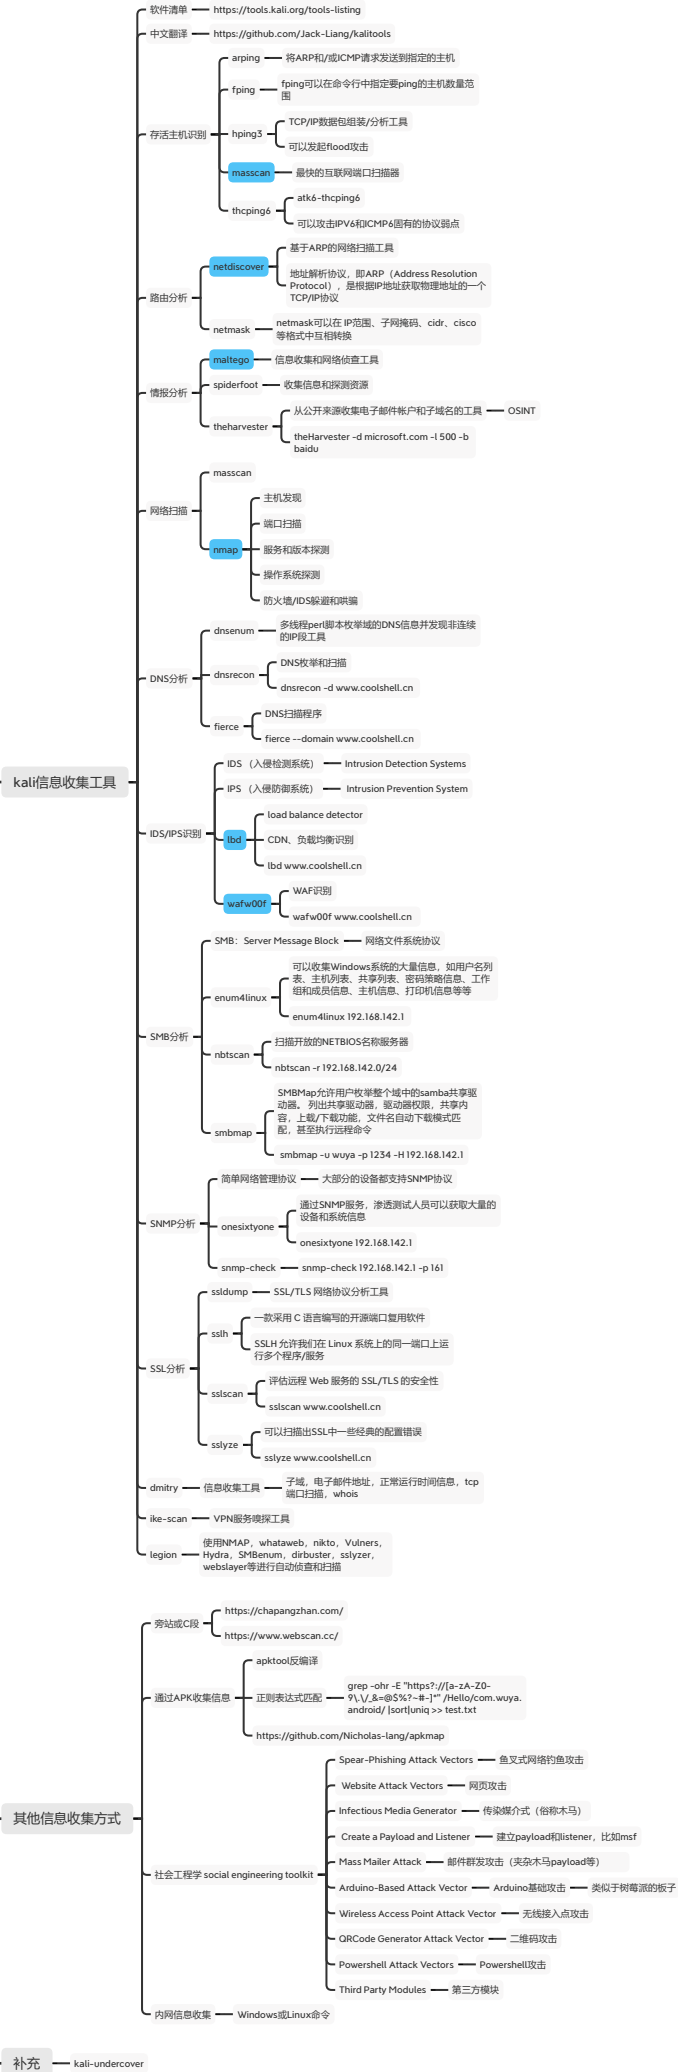 软件清单
https://tools.kali.org/tools-listing
中文翻译
https://github.com/Jack-Liang/kalitools
存活主机识别
arping
将ARP和/或ICMP请求发送到指定的主机
fping
fping可以在命令行中指定要ping的主机数量范
围
hping3
TCP/IP数据包组装/分析工具
可以发起flood攻击
masscan
最快的互联网端口扫描器
thcping6
atk6-thcping6
可以攻击IPV6和ICMP6固有的协议弱点
路由分析
netdiscover
基于ARP的网络扫描工具
地址解析协议，即ARP（Address Resolution
Protocol），是根据IP地址获取物理地址的一个
TCP/IP协议
netmask
netmask可以在 IP范围、子网掩码、cidr、cisco
等格式中互相转换
情报分析
maltego
信息收集和网络侦查工具
spiderfoot
收集信息和探测资源
theharvester
从公开来源收集电子邮件帐户和子域名的工具
OSINT
theHarvester -d microsoft.com -l 500 -b
baidu
网络扫描
masscan
nmap
主机发现
端口扫描
服务和版本探测
操作系统探测
防火墙/IDS躲避和哄骗
DNS分析
dnsenum
多线程perl脚本枚举域的DNS信息并发现非连续
的IP段工具
dnsrecon
DNS枚举和扫描
dnsrecon -d www.coolshell.cn
fierce
DNS扫描程序
fierce --domain www.coolshell.cn
kali信息收集工具
IDS/IPS识别
IDS （入侵检测系统）
Intrusion Detection Systems
IPS （入侵防御系统）
Intrusion Prevention System
lbd
load balance detector
CDN、负载均衡识别
lbd www.coolshell.cn
wafw00f
WAF识别
wafw00f www.coolshell.cn
SMB分析
SMB：Server Message Block
网络文件系统协议
enum4linux
可以收集Windows系统的大量信息，如用户名列
表、主机列表、共享列表、密码策略信息、工作
组和成员信息、主机信息、打印机信息等等
enum4linux 192.168.142.1
nbtscan
扫描开放的NETBIOS名称服务器
nbtscan -r 192.168.142.0/24
smbmap
SMBMap允许用户枚举整个域中的samba共享驱
动器。 列出共享驱动器，驱动器权限，共享内
容，上载/下载功能，文件名自动下载模式匹
配，甚至执行远程命令
smbmap -u wuya -p 1234 -H 192.168.142.1
SNMP分析
简单网络管理协议
大部分的设备都支持SNMP协议
onesixtyone
通过SNMP服务，渗透测试人员可以获取大量的
设备和系统信息
onesixtyone 192.168.142.1
snmp-check
snmp-check 192.168.142.1 -p 161
SSL分析
ssldump
SSL/TLS 网络协议分析工具
sslh
一款采用 C 语言编写的开源端口复用软件
SSLH 允许我们在 Linux 系统上的同一端口上运
行多个程序/服务
sslscan
评估远程 Web 服务的 SSL/TLS 的安全性
sslscan www.coolshell.cn
sslyze
可以扫描出SSL中一些经典的配置错误
sslyze www.coolshell.cn
dmitry
信息收集工具
子域，电子邮件地址，正常运行时间信息，tcp
端口扫描，whois
ike-scan
VPN服务嗅探工具
legion
使用NMAP，whataweb，nikto，Vulners，
Hydra，SMBenum，dirbuster，sslyzer，
webslayer等进行自动侦查和扫描
其他信息收集方式
旁站或C段
https://chapangzhan.com/
https://www.webscan.cc/
通过APK收集信息
apktool反编译
正则表达式匹配
grep -ohr -E "https?://[a-zA-Z0-
9\.\/_&=@$%?~#-]*" /Hello/com.wuya.
android/ |sort|uniq >> test.txt
https://github.com/Nicholas-lang/apkmap
社会工程学 social engineering toolkit
Spear-Phishing Attack Vectors
鱼叉式网络钓鱼攻击
Website Attack Vectors
网页攻击
Infectious Media Generator
传染媒介式（俗称木马）
Create a Payload and Listener
建立payload和listener，比如msf
Mass Mailer Attack
邮件群发攻击（夹杂木马payload等）
Arduino-Based Attack Vector
Arduino基础攻击
类似于树莓派的板子
Wireless Access Point Attack Vector
无线接入点攻击
QRCode Generator Attack Vector
二维码攻击
Powershell Attack Vectors
Powershell攻击
Third Party Modules
第三方模块
内网信息收集
Windows或Linux命令
补充
kali-undercover